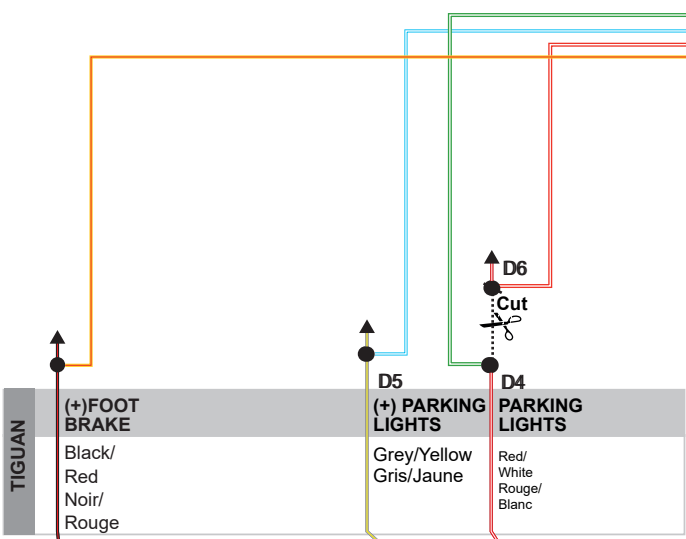 D6
Cut
D5
D4
TIGUAN
(+)FOOT
BRAKE
(+) PARKING
LIGHTS
PARKING
LIGHTS
Black/
Red
Noir/
Rouge
Grey/Yellow
Gris/Jaune
Red/
White
Rouge/
Blanc